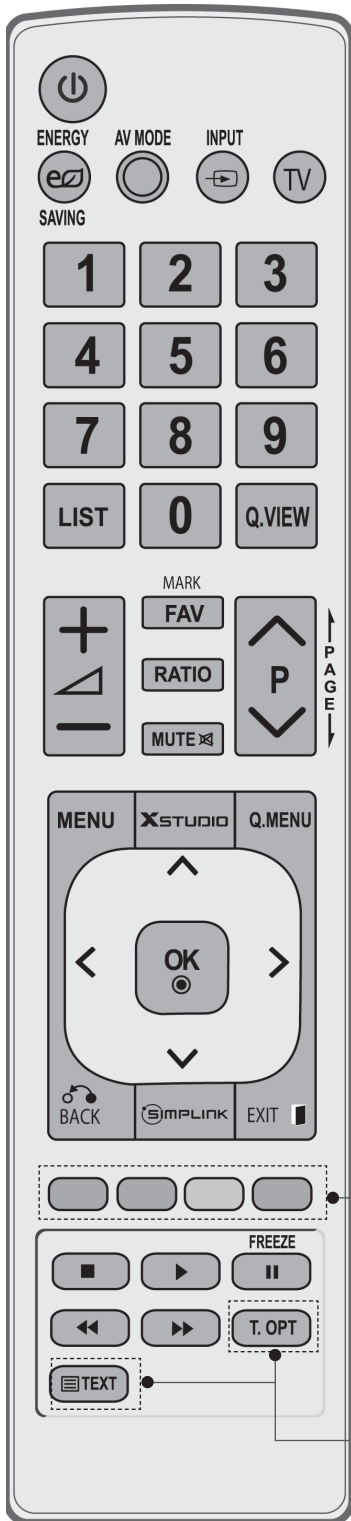 ENERGY AV MODE INPUT
TV
SAVING
1 2 3
4 5 6
7 8 9
LIST 0 Q.VIEW
MARK
FAV
RATIO
MUTE
P
PAGE
MENU XSTUDIO Q.MENU
OK
BACK SIMPLINK EXIT
FREEZE
T. OPT
TEXT